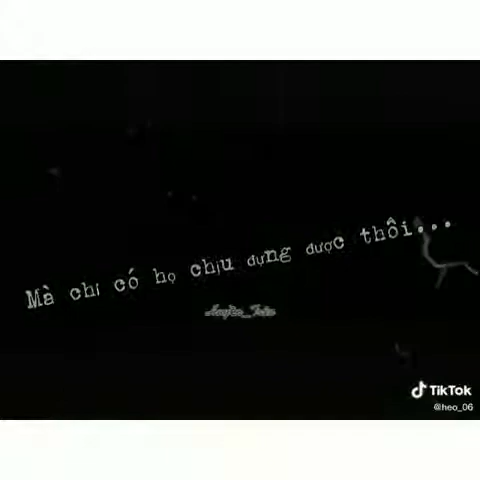 Mà chỉ có họ chịu đựng được thôi...
TikTok
@heo_06